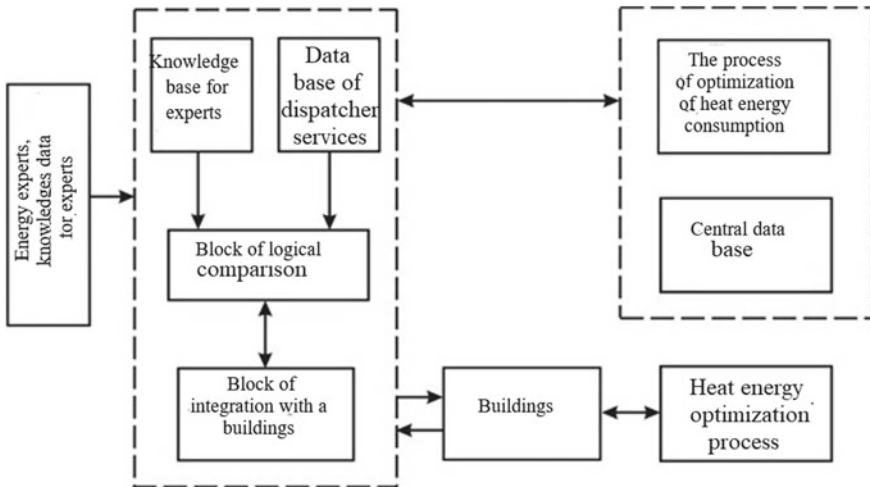 Energy experts,
knowledges data
for experts
Knowledge
base for
experts
Data
base of
dispatcher
services
Block of logical
comparison
Block of
integration with a
buildings
The process
of optimization
of heat energy
consumption
Central data
base
Buildings
Heat energy
optimization
process